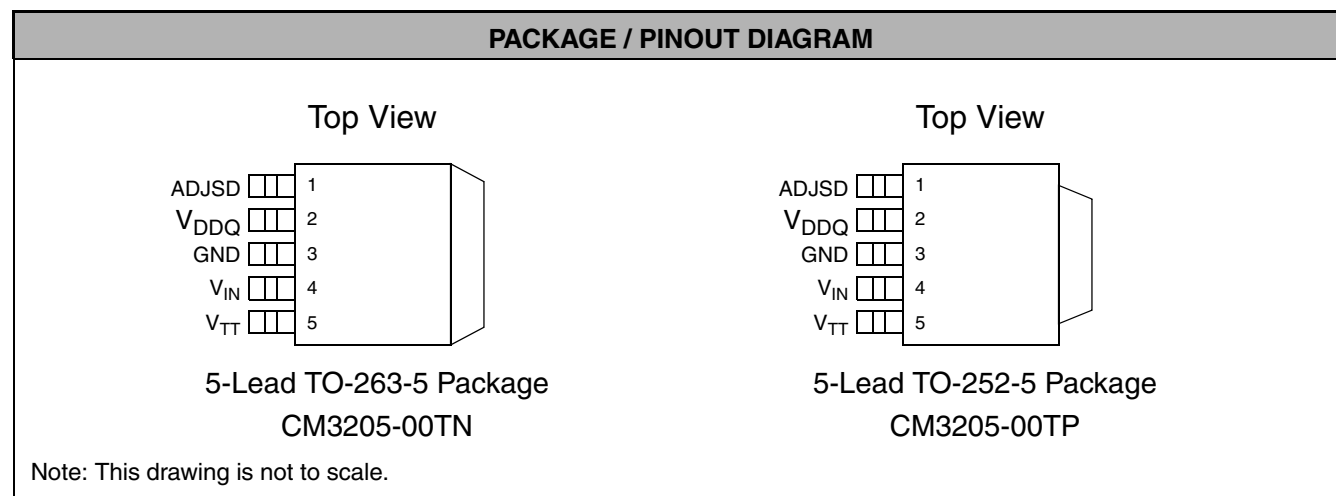 PACKAGE / PINOUT DIAGRAM
Top View
ADJSD 1
VDDQ 2
GND 3
VIN 4
VTT 5
5-Lead TO-263-5 Package
CM3205-00TN
Top View
ADJSD 1
VDDQ 2
GND 3
VIN 4
VTT 5
5-Lead TO-252-5 Package
CM3205-00TP
Note: This drawing is not to scale.